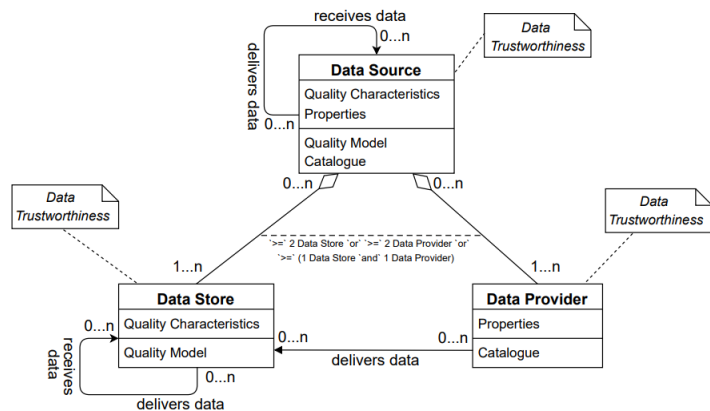 receives data
0...n
Data
Trustworthiness
delivers data
Data Source
Quality Characteristics
Properties
0...n
Quality Model
Catalogue
0...n
0...n
Data
Trustworthiness
Data
Trustworthiness
`>=` 2 Data Store `or` `>=` 2 Data Provider `or`
`>=` (1 Data Store `and` 1 Data Provider)
1...n
1...n
Data Store
Quality Characteristics
Quality Model
0...n
receives
data
0...n
delivers data
0...n
0...n
delivers data
Data Provider
Properties
Catalogue